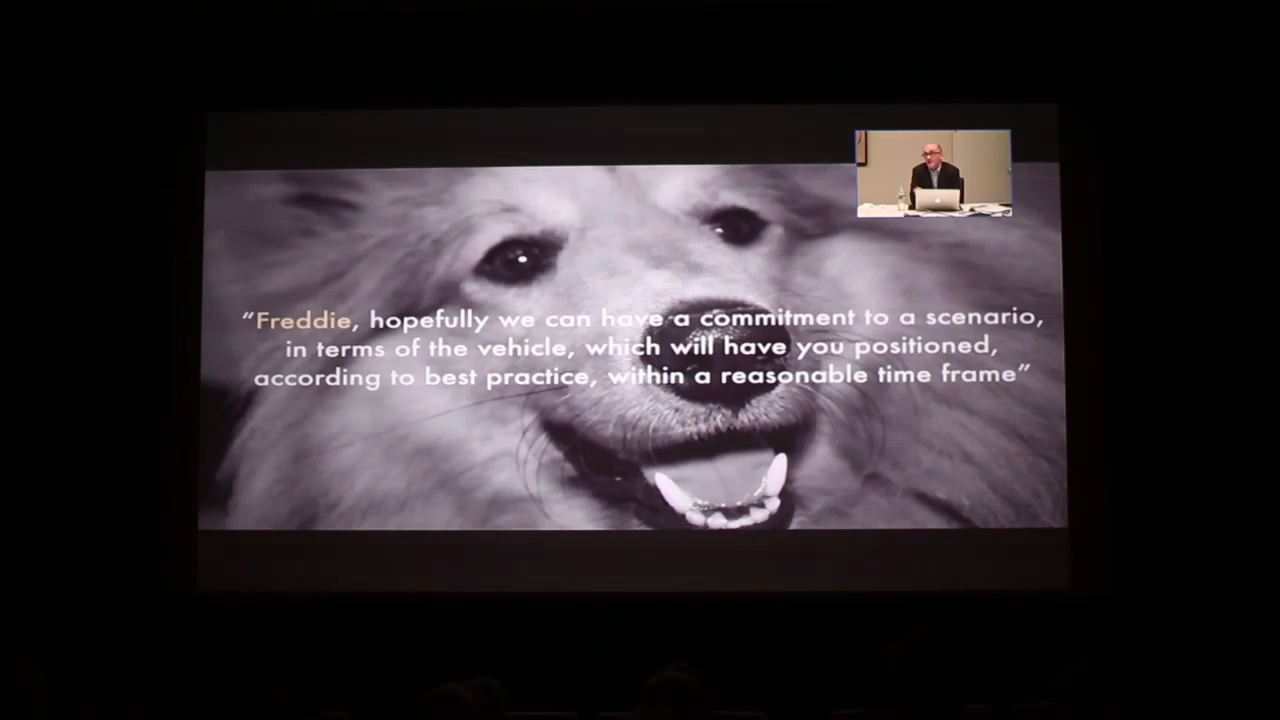 “Freddie, hopefully we can have a commitment to a scenario,
in terms of the vehicle, which will have you positioned,
according to best practice, within a reasonable time frame”